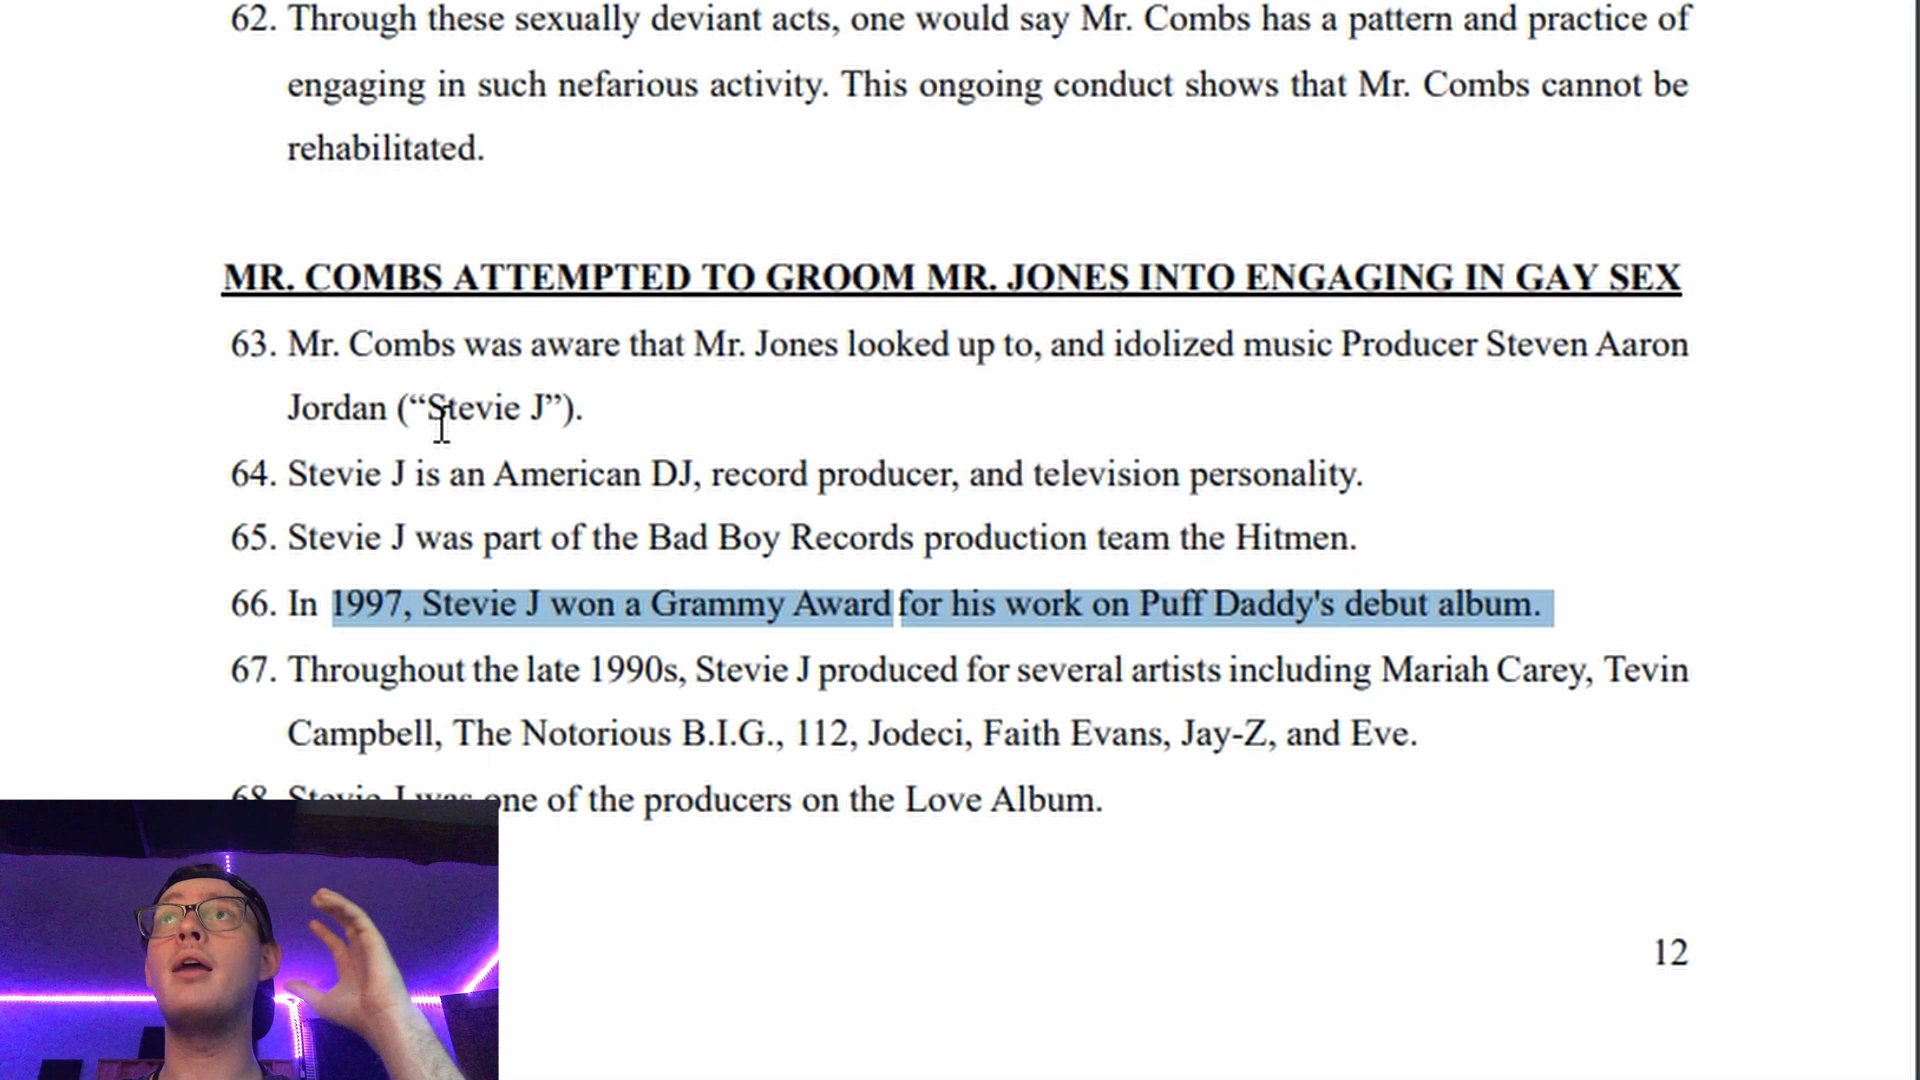 62. Through these sexually deviant acts, one would say Mr. Combs has a pattern and practice of
engaging in such nefarious activity. This ongoing conduct shows that Mr. Combs cannot be
rehabilitated.
MR. COMBS ATTEMPTED TO GROOM MR. JONES INTO ENGAGING IN GAY SEX
63. Mr. Combs was aware that Mr. Jones looked up to, and idolized music Producer Steven Aaron
Jordan (“Stevie J”).
64. Stevie J is an American DJ, record producer, and television personality.
65. Stevie J was part of the Bad Boy Records production team the Hitmen.
66. In 1997, Stevie J won a Grammy Award for his work on Puff Daddy's debut album.
67. Throughout the late 1990s, Stevie J produced for several artists including Mariah Carey, Tevin
Campbell, The Notorious B.I.G., 112, Jodeci, Faith Evans, Jay-Z, and Eve.
68. Stevie J was one of the producers on the Love Album.
12